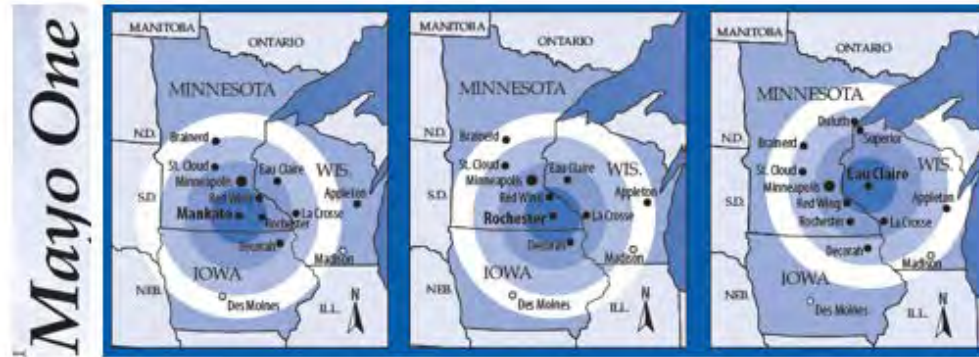 Mayo One
MANITOBA
ONTARIO
MINNESOTA
N.D.
Brainerd
St. Cloud
Eau Claire
WIS.
Minneapolis
S.D.
Red Wing
Appleton
Mankato
La Crosse
Rochester
Decorah
Madison
IOWA
NEB.
Des Moines
ILL.
N
MANITOBA
ONTARIO
MINNESOTA
N.D.
Brainerd
St. Cloud
Eau Claire
WIS.
Minneapolis
S.D.
Red Wing
Appleton
Rochester
La Crosse
Decorah
Madison
IOWA
NEB.
Des Moines
ILL.
N
MANITOBA
ONTARIO
MINNESOTA
Duluth
N.D.
Superior
Brainerd
WIS.
St. Cloud
Eau Claire
Minneapolis
S.D.
Appleton
Red Wing
Rochester
La Crosse
Decorah
Madison
IOWA
NEB.
Des Moines
ILL.
N